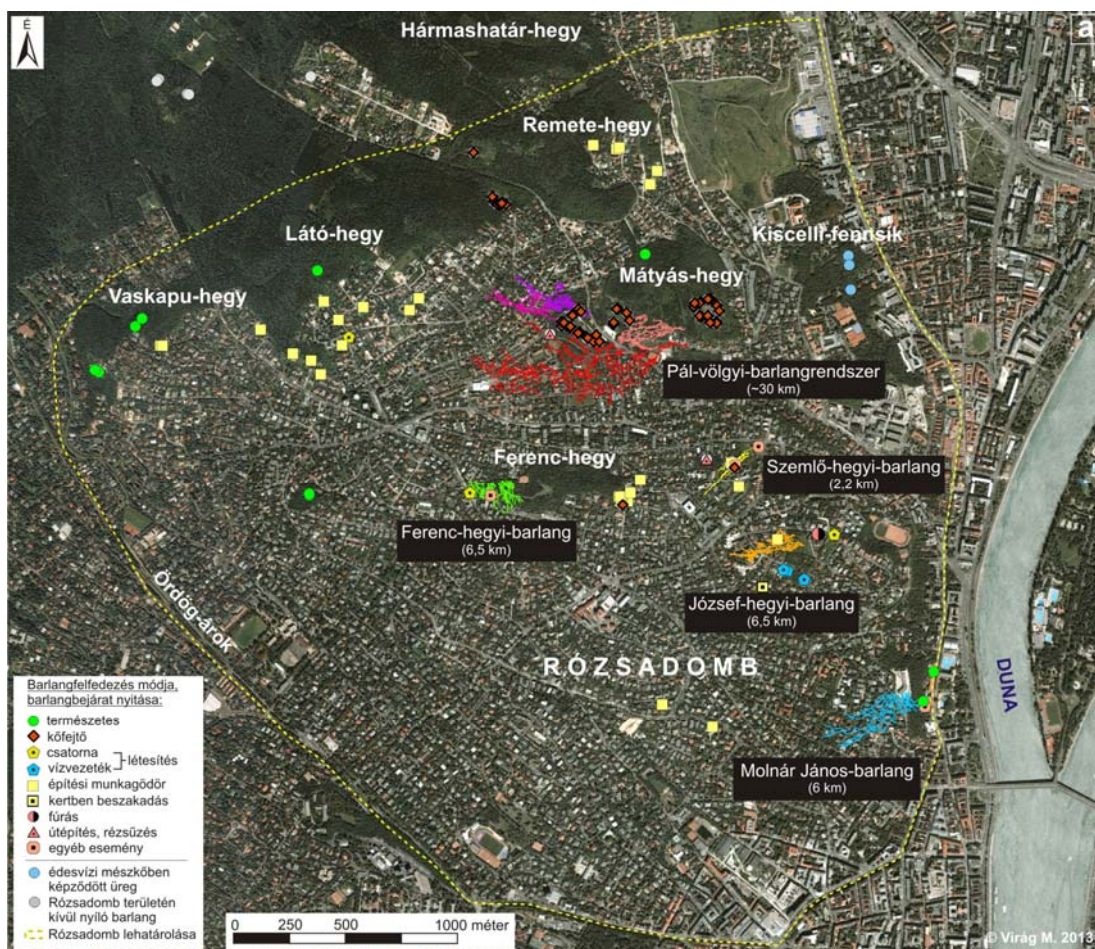 É
a
Hármashatár-hegy
Remete-hegy
Látó-hegy
Kiscelli-fennsík
Mátyás-hegy
Vaskapu-hegy
Pál-völgyi-barlangrendszer
(~30 km)
Ferenc-hegy
Szemlő-hegyi-barlang
(2,2 km)
Ferenc-hegyi-barlang
(6,5 km)
József-hegyi-barlang
(6,5 km)
Ördög-árok
RÓZSADOMB
DUNA
Molnár János-barlang
(6 km)
Barlangfelfedezés módja,
barlangbejárat nyitása:
természetes
kőfejtő
csatorna
vízvezeték
létesítés
építési munkagödör
kertben beszakadás
fúrás
útépítés, rézsűzés
egyéb esemény
édesvízi mészkőben
képződött üreg
Rózsadomb területén
kívül nyíló barlang
Rózsadomb lehatárolása
0 250 500 1000 méter
© Virág M. 2013